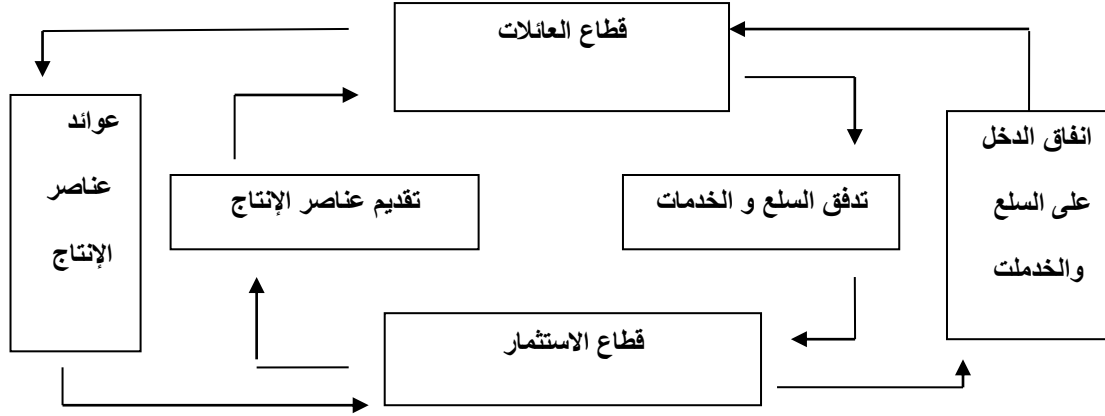 قطاع العائلات
عوائد
عناصر
الإنتاج
انفاق الدخل
على السلع
والخدملت
تدفق السلع و الخدمات
تقديم عناصر الإنتاج
قطاع الاستثمار